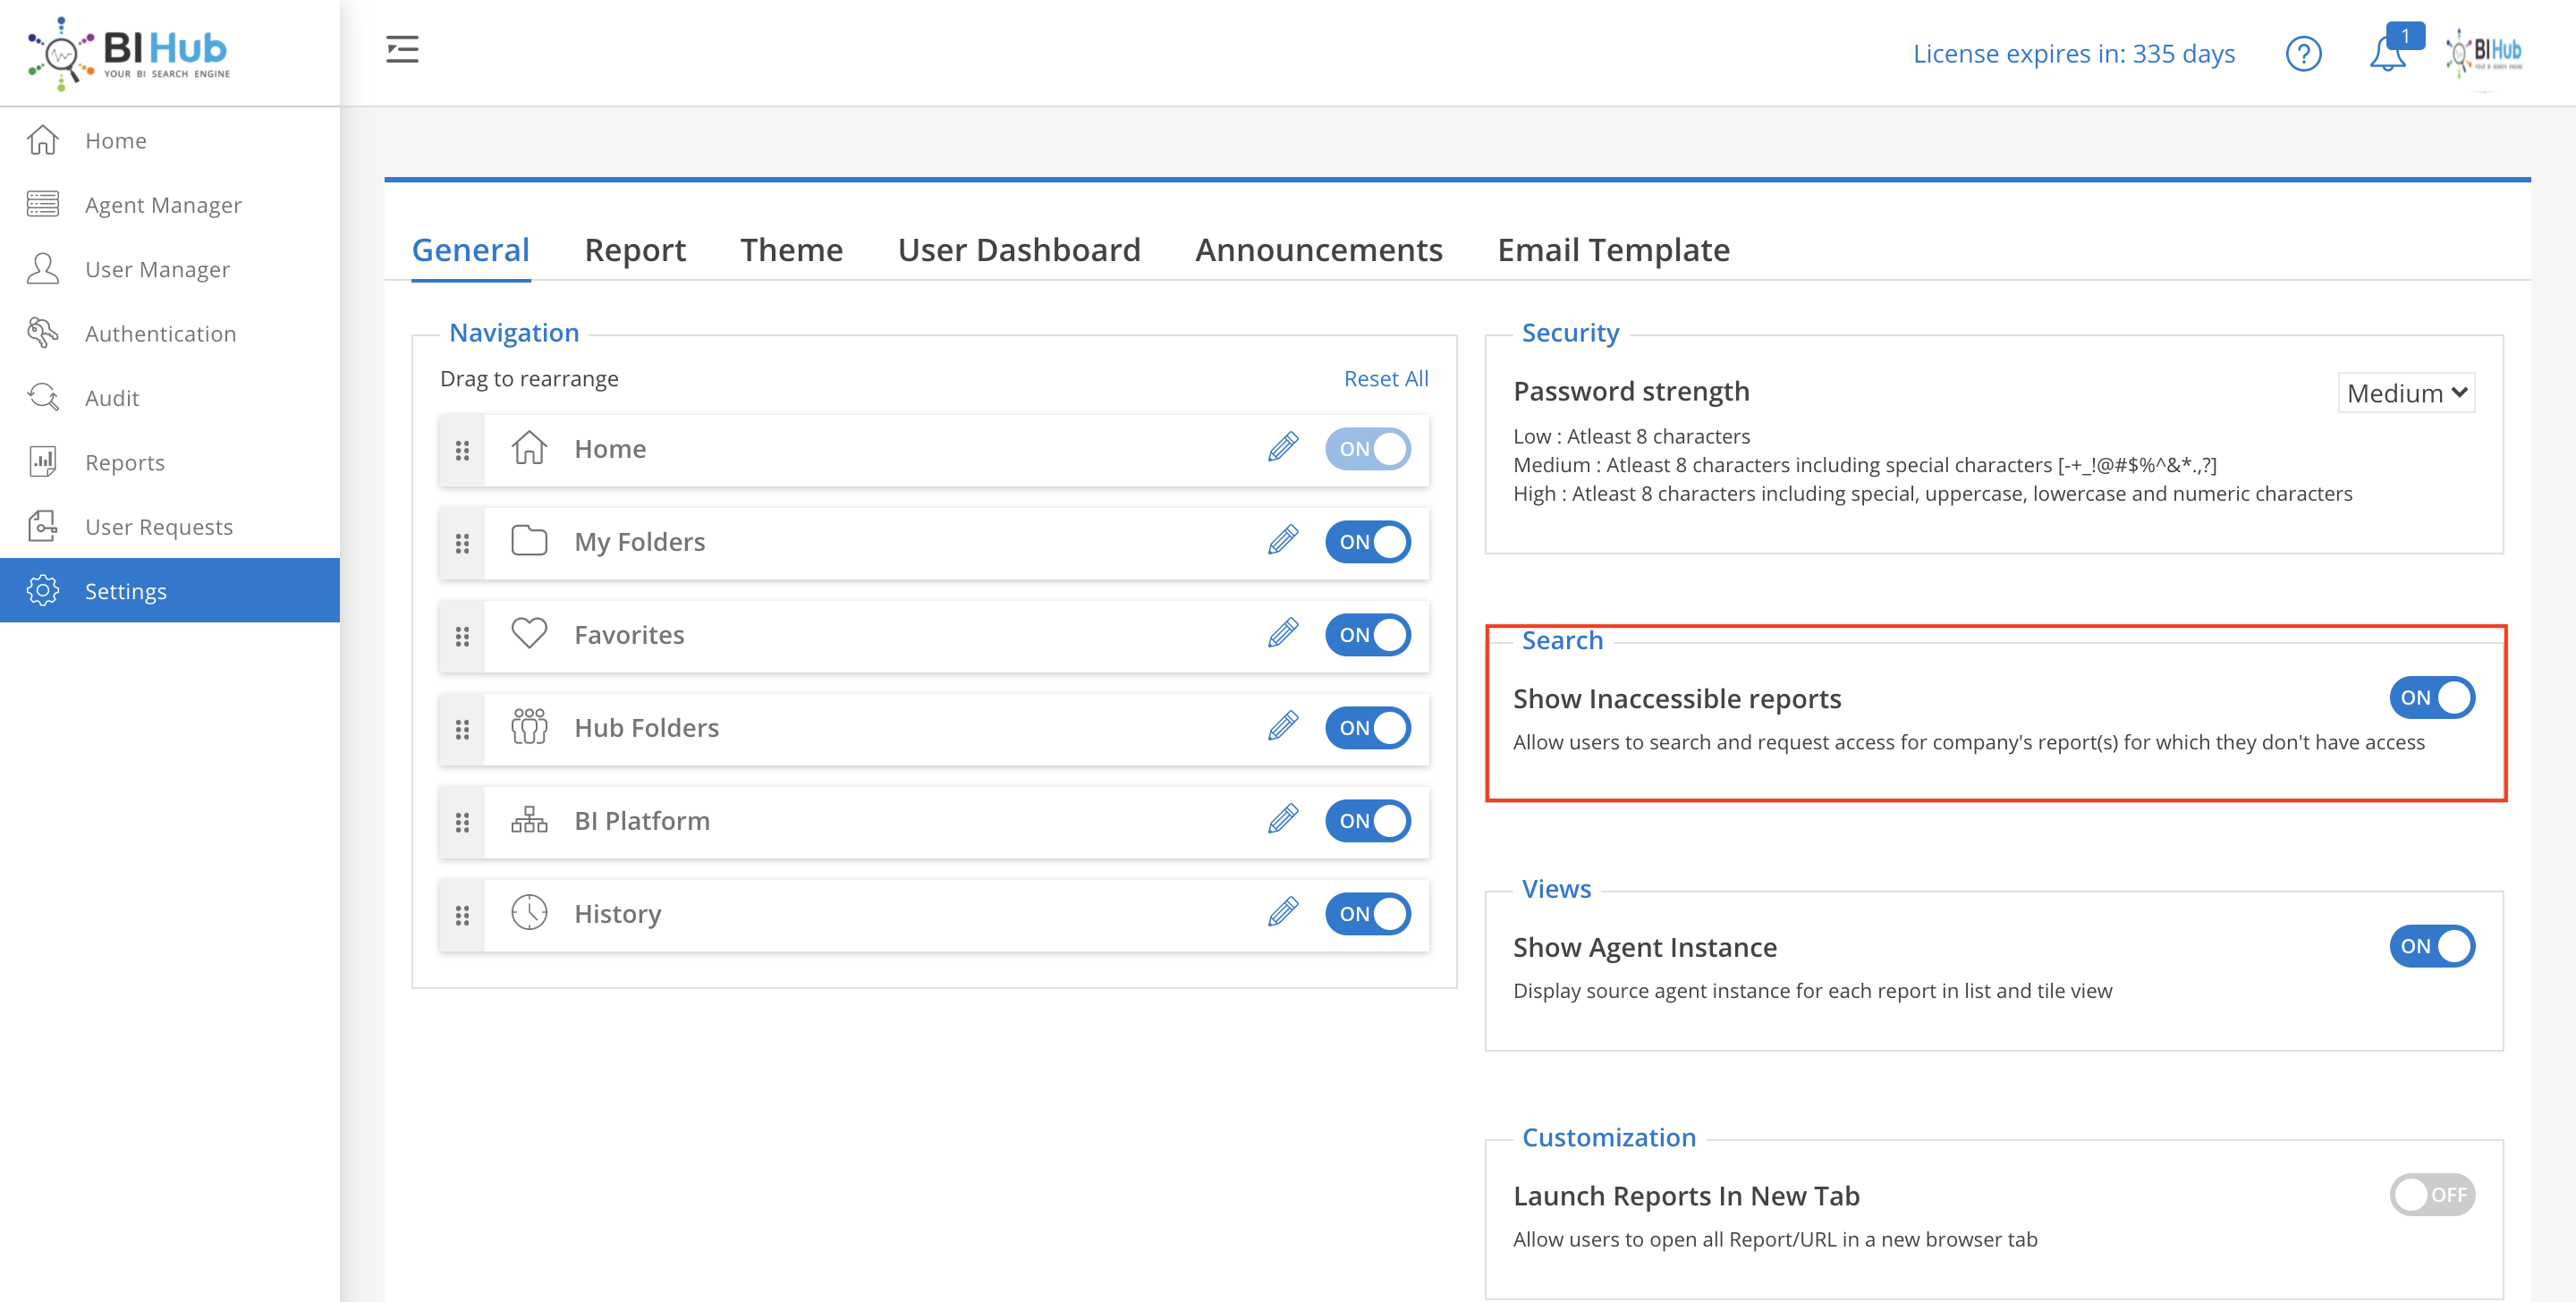 BI Hub
YOUR BI SEARCH ENGINE
License expires in: 335 days
1
BI Hub
YOUR BI SEARCH ENGINE
Home
Agent Manager
User Manager
Authentication
Audit
Reports
User Requests
Settings
General Report Theme User Dashboard Announcements Email Template
Navigation
Drag to rearrange Reset All
Home ON
My Folders ON
Favorites ON
Hub Folders ON
BI Platform ON
History ON
Security
Password strength Medium
Low : Atleast 8 characters
Medium : Atleast 8 characters including special characters [-+_!@#$%^&*.,?]
High : Atleast 8 characters including special, uppercase, lowercase and numeric characters
Search
Show Inaccessible reports ON
Allow users to search and request access for company's report(s) for which they don't have access
Views
Show Agent Instance ON
Display source agent instance for each report in list and tile view
Customization
Launch Reports In New Tab OFF
Allow users to open all Report/URL in a new browser tab